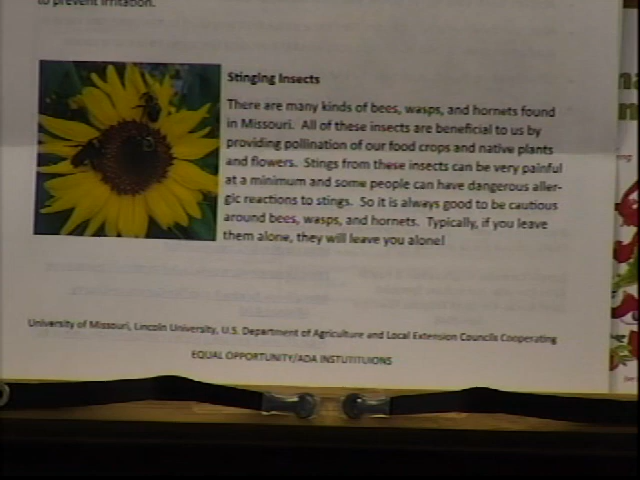 to prevent irritation.
Stinging Insects
There are many kinds of bees, wasps, and hornets found
in Missouri. All of these insects are beneficial to us by
providing pollination of our food crops and native plants
and flowers. Stings from these insects can be very painful
at a minimum and some people can have dangerous aller-
gic reactions to stings. So it is always good to be cautious
around bees, wasps, and hornets. Typically, if you leave
them alone, they will leave you alone!
University of Missouri, Lincoln University, U.S. Department of Agriculture and Local Extension Councils Cooperating
EQUAL OPPORTUNITY/ADA INSTUTITUIONS